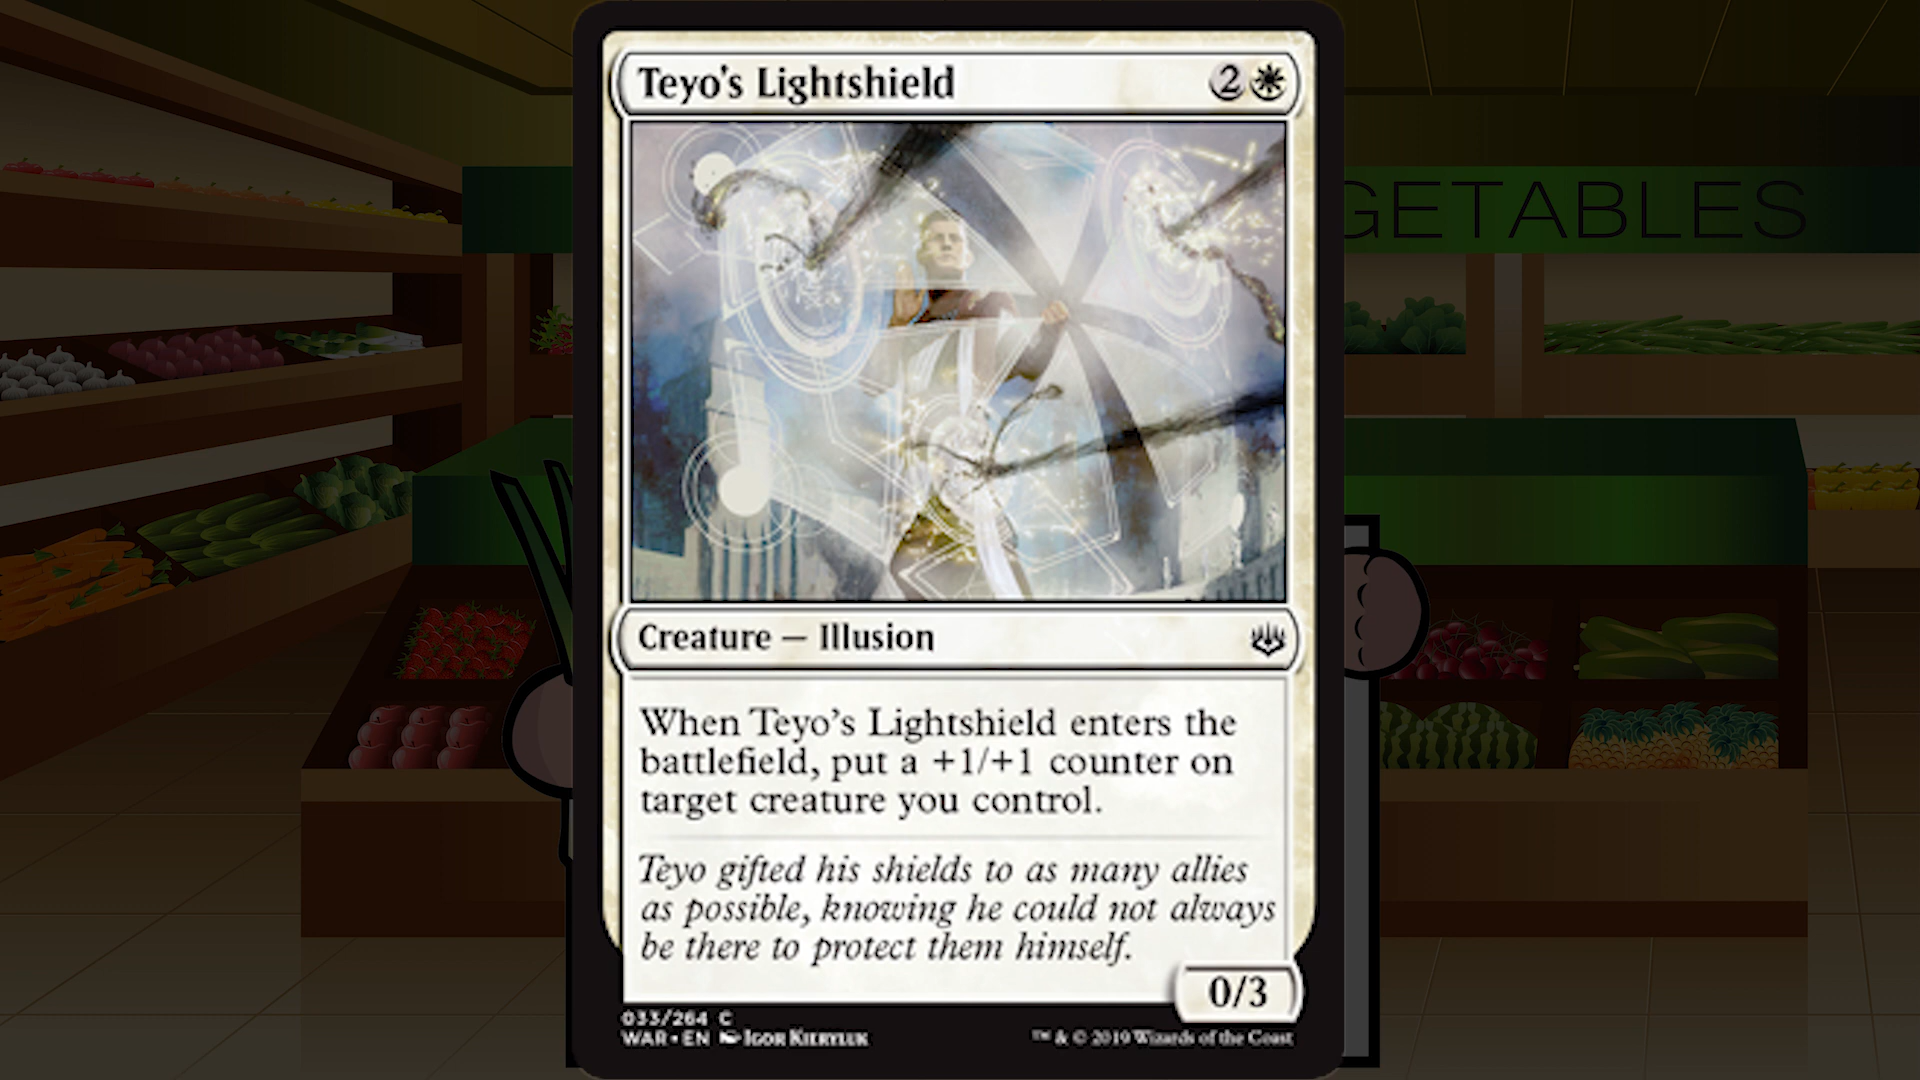 Teyo's Lightshield
2
GETABLES
Creature — Illusion
When Teyo's Lightshield enters the
battlefield, put a +1/+1 counter on
target creature you control.
Teyo gifted his shields to as many allies
as possible, knowing he could not always
be there to protect them himself.
0/3
033/264 C
WAR • EN Igor Kieryluk
™ & © 2019 Wizards of the Coast